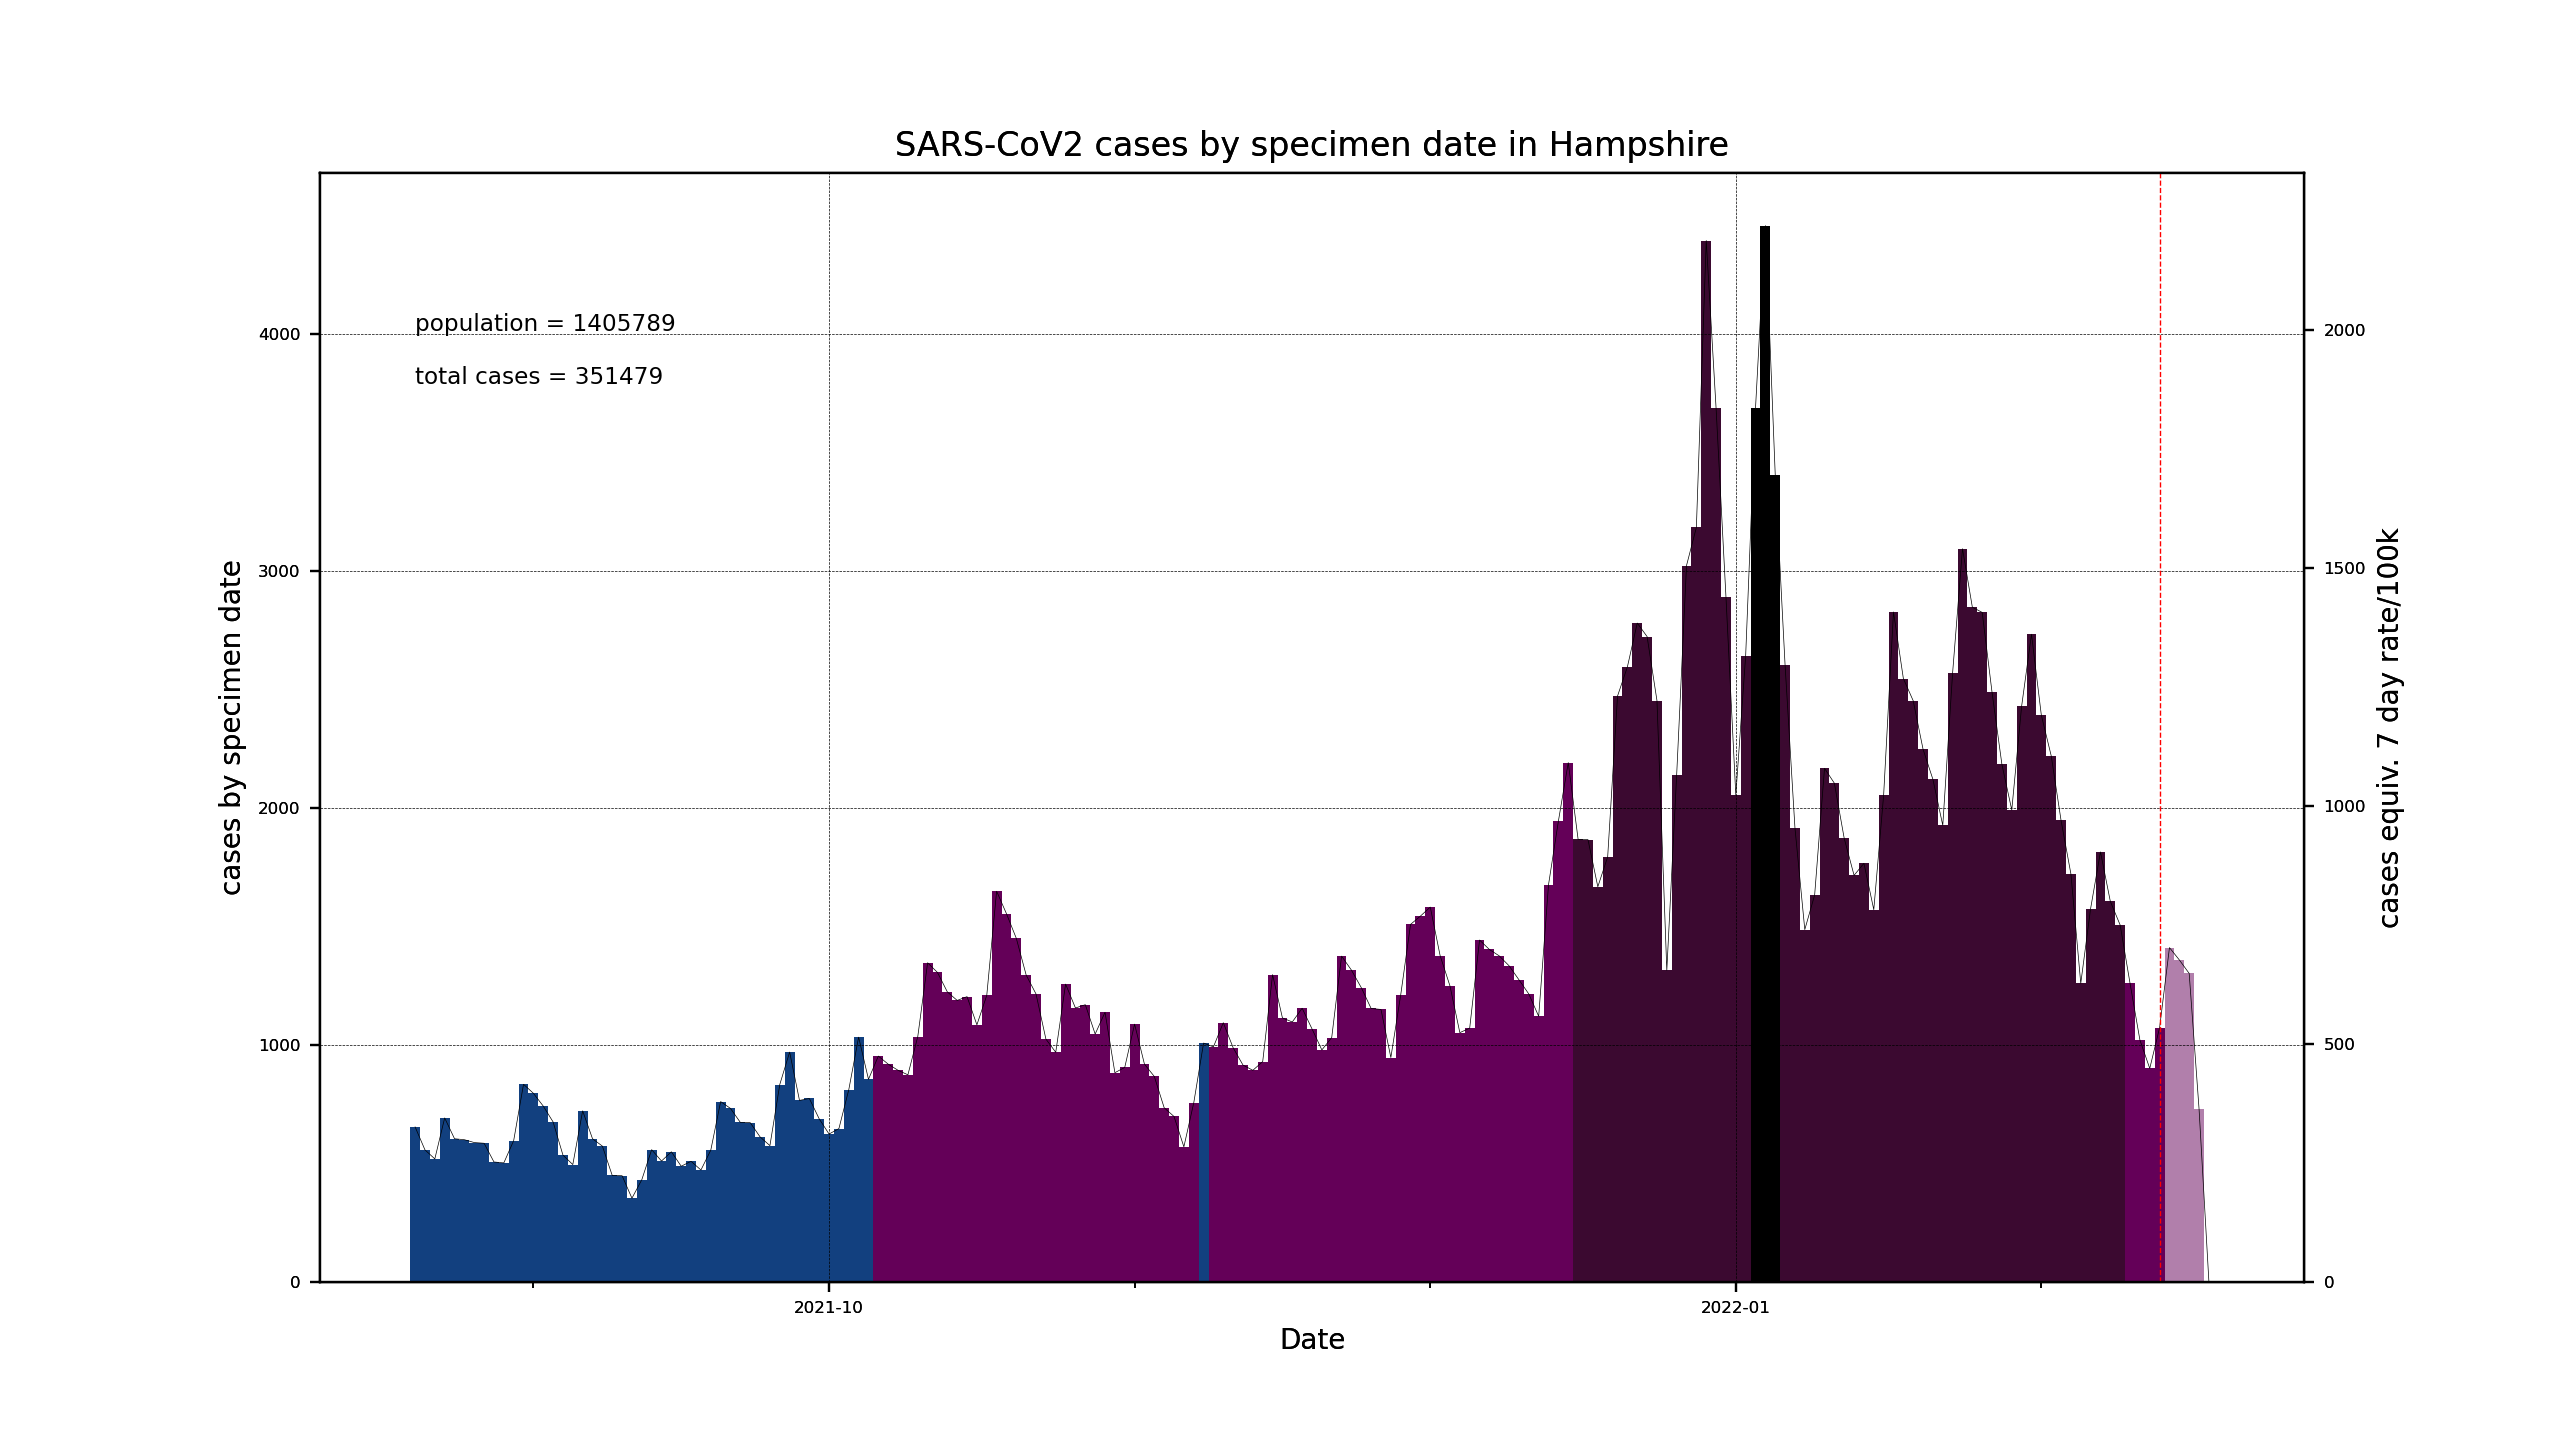 SARS-CoV2 cases by specimen date in Hampshire
population = 1405789
total cases = 351479
cases by specimen date
4000
3000
2000
1000
0
2000
1500
1000
500
0
cases equiv. 7 day rate/100k
2021-10
2022-01
Date